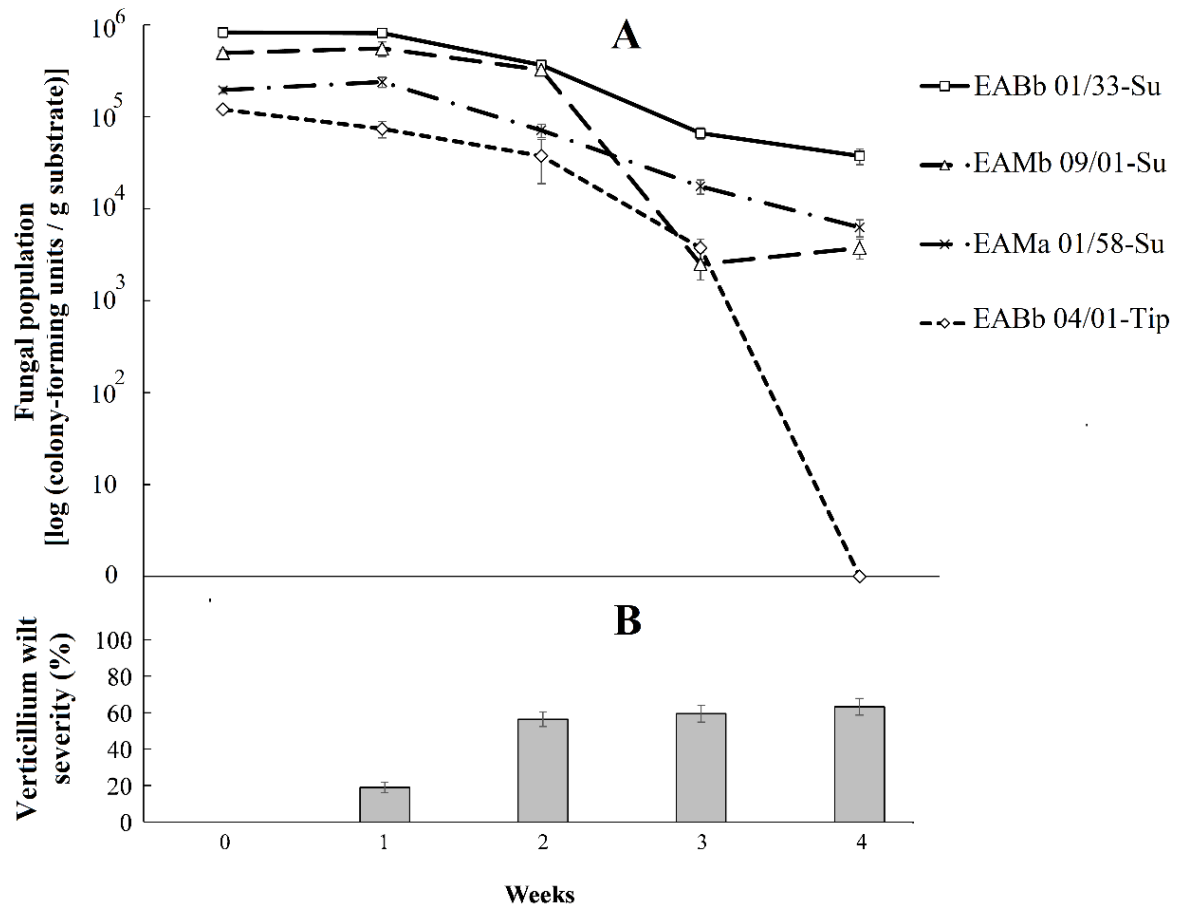 A
Fungal population
[log (colony-forming units / g substrate)]
10⁶
10⁵
10⁴
10³
10²
10
0
EABb 01/33-Su
EAMb 09/01-Su
EAMa 01/58-Su
EABb 04/01-Tip
B
Verticillium wilt
severity (%)
100
80
60
40
20
0
0 1 2 3 4
Weeks